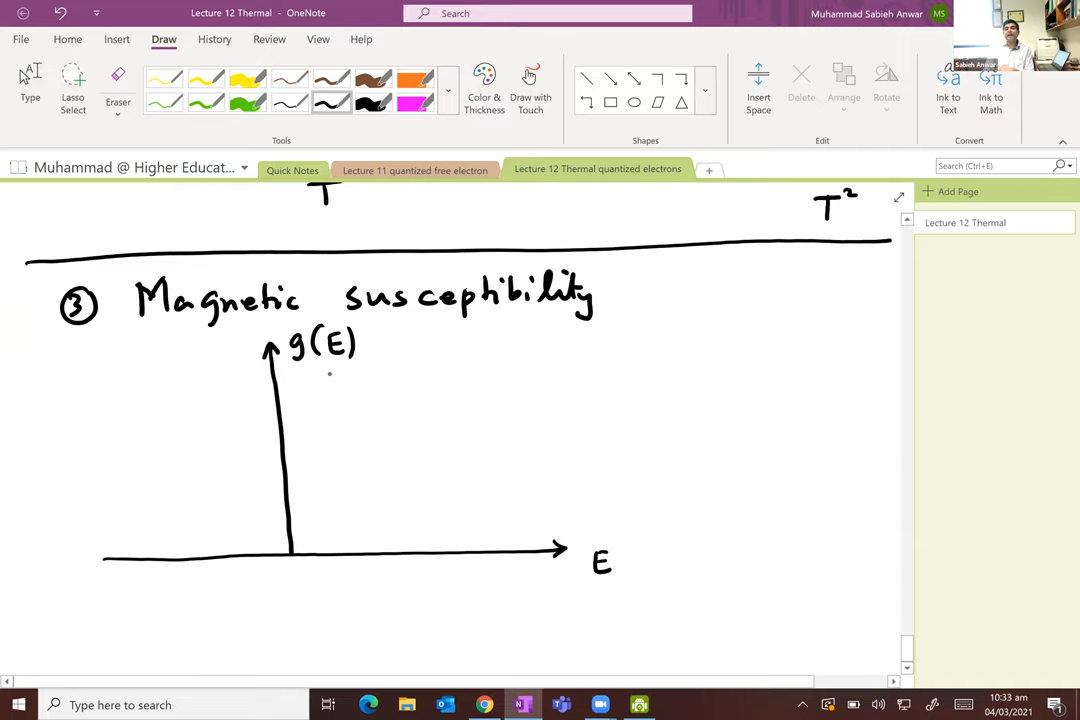 Lecture 12 Thermal - OneNote
Search
Muhammad Sabieh Anwar
MS
Sabieh Anwar
File Home Insert Draw History Review View Help
Type
Lasso Select
Eraser
Color & Thickness
Draw with Touch
Insert Space
Delete
Arrange
Rotate
Ink to Text
Ink to Math
Tools
Shapes
Edit
Convert
Muhammad @ Higher Educat...
Quick Notes
Lecture 11 quantized free electron
Lecture 12 Thermal quantized electrons
Search (Ctrl+E)
Add Page
Lecture 12 Thermal
T
T²
③ Magnetic susceptibility
g(E)
E
Type here to search
10:33 am
04/03/2021